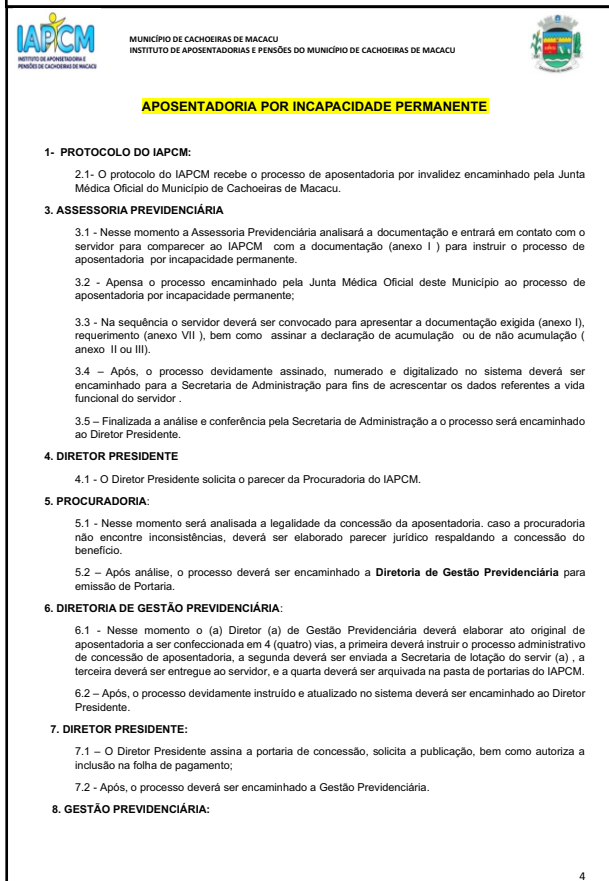 IAPCM
INSTITUTO DE APONSETADORIAS E
PENSÕES DE CACHOEIRAS DE MACACU
MUNICÍPIO DE CACHOEIRAS DE MACACU
INSTITUTO DE APOSENTADORIAS E PENSÕES DO MUNICÍPIO DE CACHOEIRAS DE MACACU
APOSENTADORIA POR INCAPACIDADE PERMANENTE
1- PROTOCOLO DO IAPCM:
2.1- O protocolo do IAPCM recebe o processo de aposentadoria por invalidez encaminhado pela Junta
Médica Oficial do Município de Cachoeiras de Macacu.
3. ASSESSORIA PREVIDENCIÁRIA
3.1 - Nesse momento a Assessoria Previdenciária analisará a documentação e entrará em contato com o
servidor para comparecer ao IAPCM com a documentação (anexo I ) para instruir o processo de
aposentadoria por incapacidade permanente.
3.2 - Apensa o processo encaminhado pela Junta Médica Oficial deste Município ao processo de
aposentadoria por incapacidade permanente;
3.3 - Na sequência o servidor deverá ser convocado para apresentar a documentação exigida (anexo I),
requerimento (anexo VII ), bem como assinar a declaração de acumulação ou de não acumulação (
anexo II ou III).
3.4 – Após, o processo devidamente assinado, numerado e digitalizado no sistema deverá ser
encaminhado para a Secretaria de Administração para fins de acrescentar os dados referentes a vida
funcional do servidor .
3.5 – Finalizada a análise e conferência pela Secretaria de Administração a o processo será encaminhado
ao Diretor Presidente.
4. DIRETOR PRESIDENTE
4.1 - O Diretor Presidente solicita o parecer da Procuradoria do IAPCM.
5. PROCURADORIA:
5.1 - Nesse momento será analisada a legalidade da concessão da aposentadoria. caso a procuradoria
não encontre inconsistências, deverá ser elaborado parecer jurídico respaldando a concessão do
benefício.
5.2 – Após análise, o processo deverá ser encaminhado a Diretoria de Gestão Previdenciária para
emissão de Portaria.
6. DIRETORIA DE GESTÃO PREVIDENCIÁRIA:
6.1 - Nesse momento o (a) Diretor (a) de Gestão Previdenciária deverá elaborar ato original de
aposentadoria a ser confeccionada em 4 (quatro) vias, a primeira deverá instruir o processo administrativo
de concessão de aposentadoria, a segunda deverá ser enviada a Secretaria de lotação do servir (a) , a
terceira deverá ser entregue ao servidor, e a quarta deverá ser arquivada na pasta de portarias do IAPCM.
6.2 – Após, o processo devidamente instruído e atualizado no sistema deverá ser encaminhado ao Diretor
Presidente.
7. DIRETOR PRESIDENTE:
7.1 – O Diretor Presidente assina a portaria de concessão, solicita a publicação, bem como autoriza a
inclusão na folha de pagamento;
7.2 - Após, o processo deverá ser encaminhado a Gestão Previdenciária.
8. GESTÃO PREVIDENCIÁRIA:
4